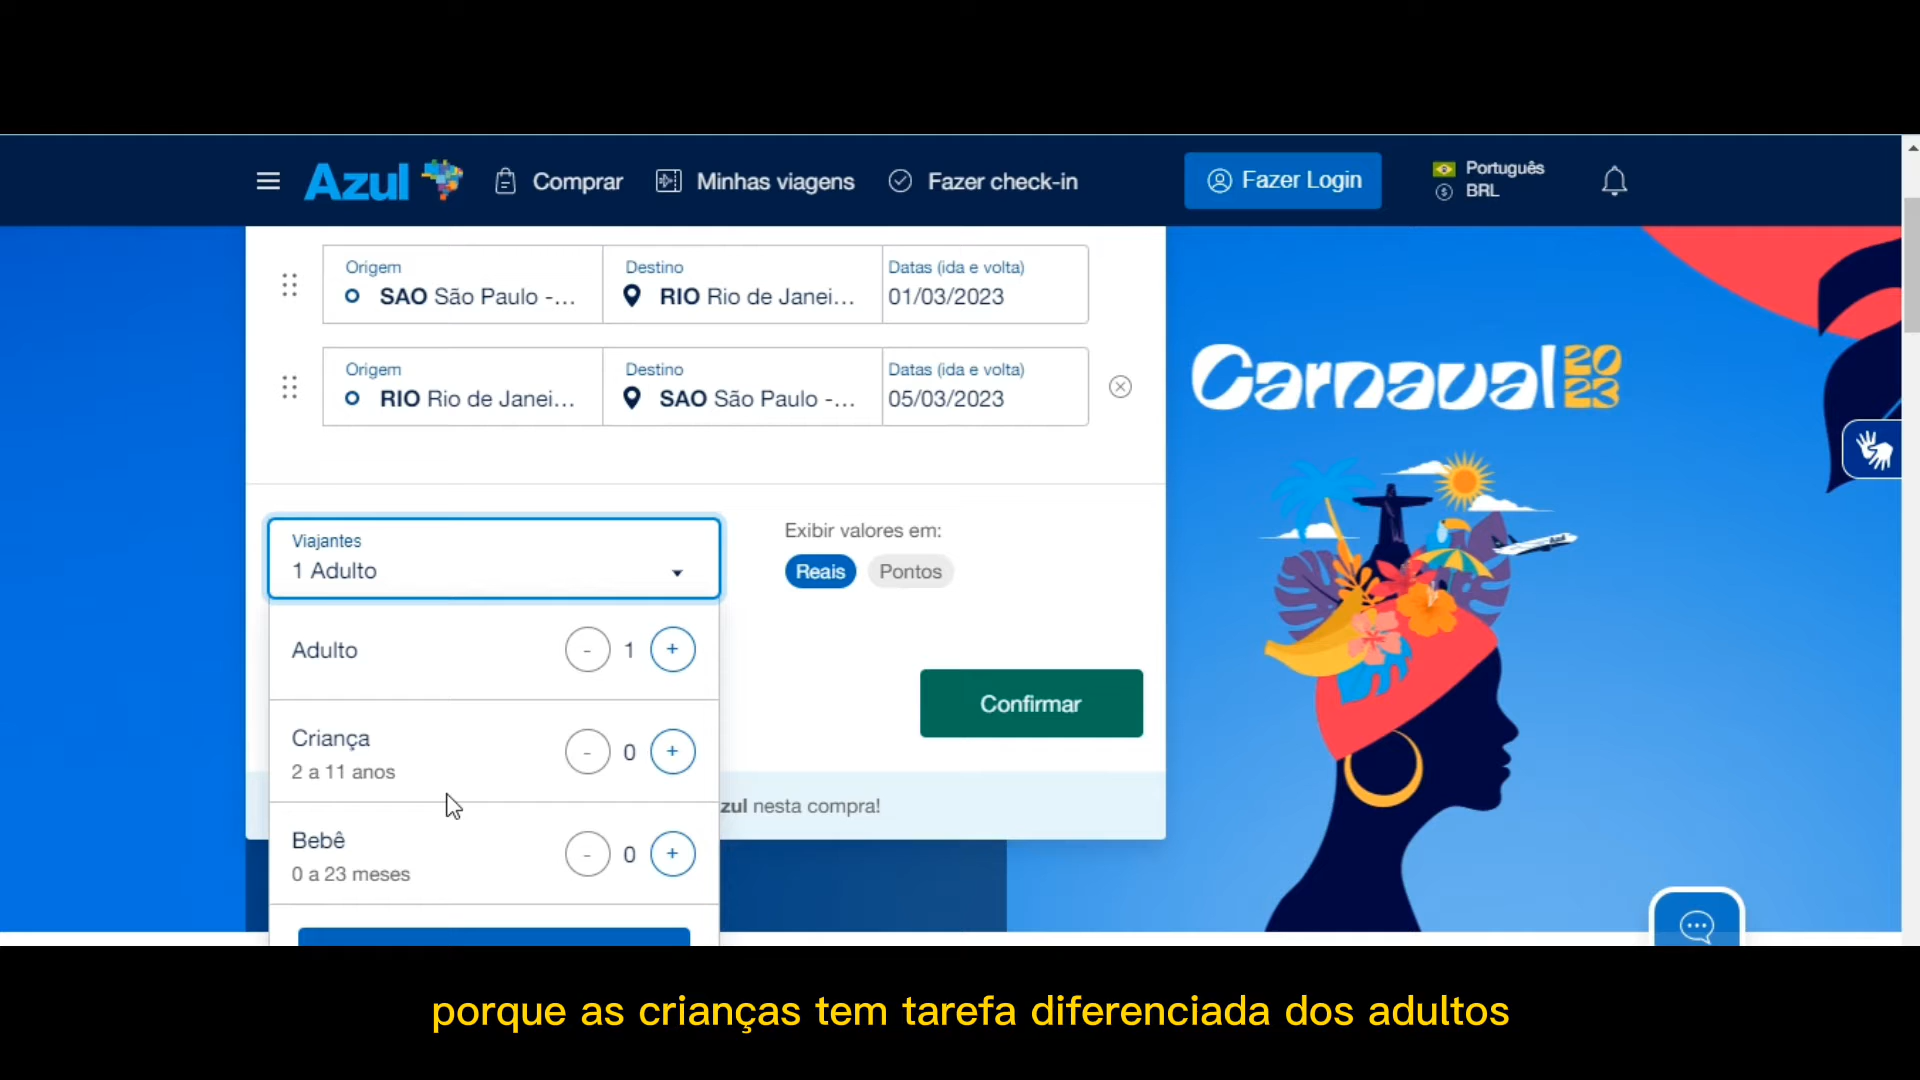 Azul
Comprar
Minhas viagens
Fazer check-in
Fazer Login
Português
BRL
Origem
SAO São Paulo -...
Destino
RIO Rio de Janei...
Datas (ida e volta)
01/03/2023
Origem
RIO Rio de Janei...
Destino
SAO São Paulo -...
Datas (ida e volta)
05/03/2023
Carnaval 2023
Viajantes
1 Adulto
Exibir valores em:
Reais
Pontos
Adulto
- 1 +
Confirmar
Criança
2 a 11 anos
- 0 +
zul nesta compra!
Bebê
0 a 23 meses
- 0 +
porque as crianças tem tarefa diferenciada dos adultos